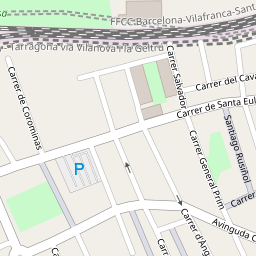 FFCC Barcelona-Vilafranca-Sant
Tarragona via Vilanova i la Geltrú
Carrer de Corominas
Carrer Salvador
Carrer del Cava
Carrer de Santa Eul
Santiago Rusiñol
Carrer General Prim
P
Carrer d'Ang
Avinguda C